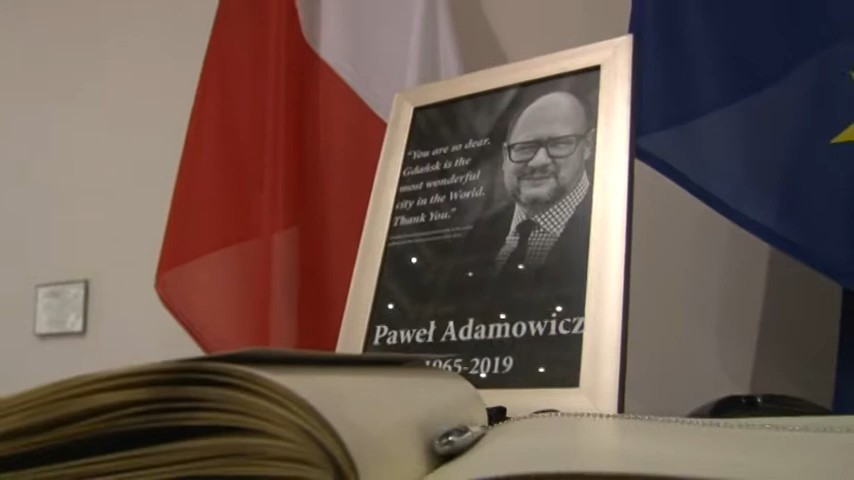 "You are so dear.
Gdańsk is the
most wonderful
city in the World.
Thank You."
Paweł Adamowicz
1965-2019